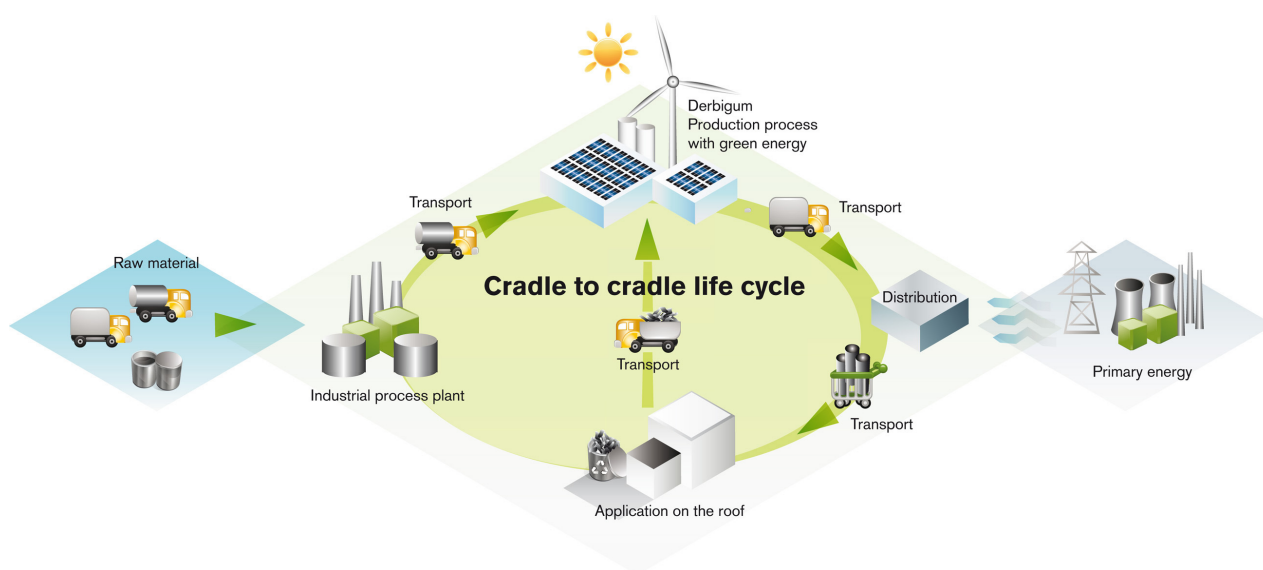 Derbigum
Production process
with green energy
Transport
Transport
Raw material
Cradle to cradle life cycle
Distribution
Transport
Primary energy
Industrial process plant
Transport
Application on the roof